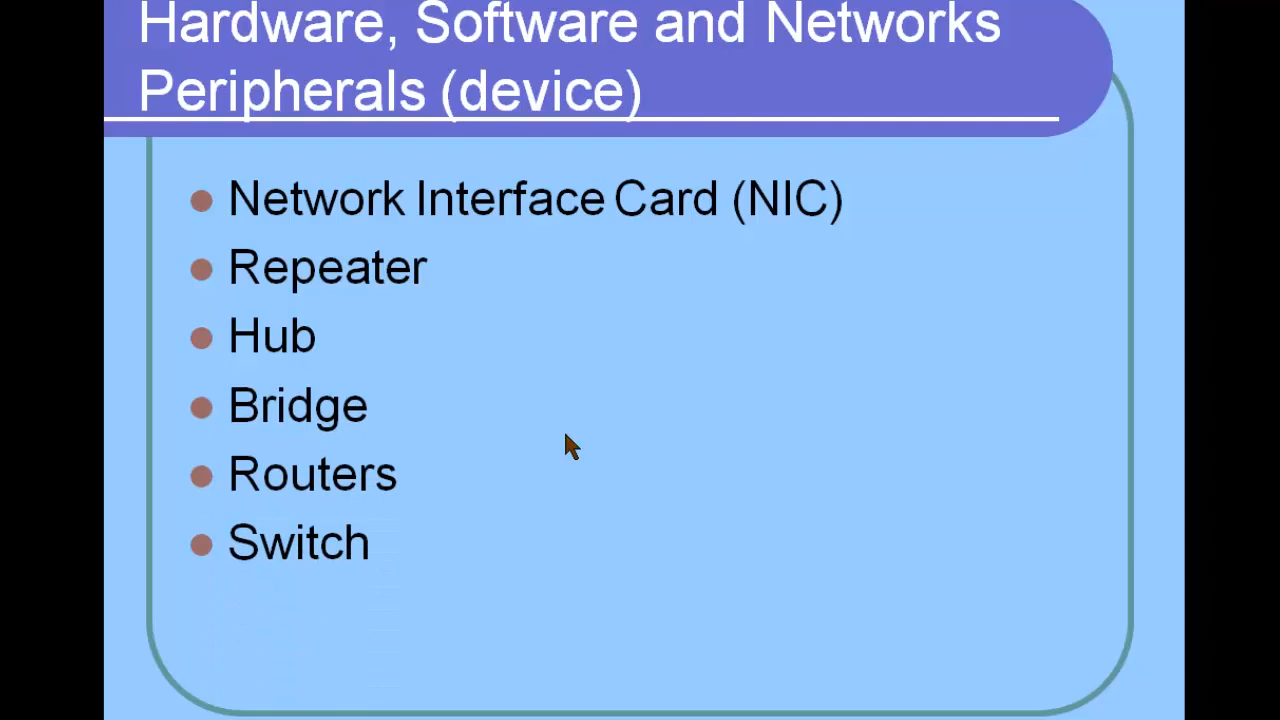 Hardware, Software and Networks
Peripherals (device)
Network Interface Card (NIC)
Repeater
Hub
Bridge
Routers
Switch